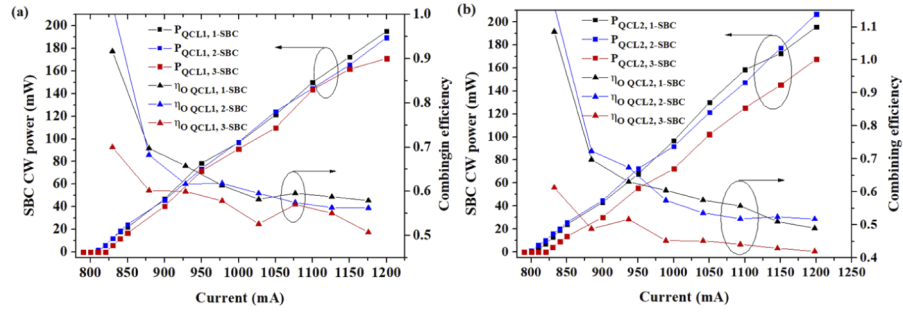 (a)
P QCL1, 1-SBC
P QCL1, 2-SBC
P QCL1, 3-SBC
ηO QCL1, 1-SBC
ηO QCL1, 2-SBC
ηO QCL1, 3-SBC
SBC CW power (mW)
200
180
160
140
120
100
80
60
40
20
0
800 850 900 950 1000 1050 1100 1150 1200
Current (mA)
1.0
0.9
0.8
0.7
0.6
0.5
Combingin efficiency
(b)
P QCL2, 1-SBC
P QCL2, 2-SBC
P QCL2, 3-SBC
ηO QCL2, 1-SBC
ηO QCL2, 2-SBC
ηO QCL2, 3-SBC
SBC CW power (mW)
200
180
160
140
120
100
80
60
40
20
0
800 850 900 950 1000 1050 1100 1150 1200 1250
Current (mA)
1.1
1.0
0.9
0.8
0.7
0.6
0.5
0.4
Combining efficiency